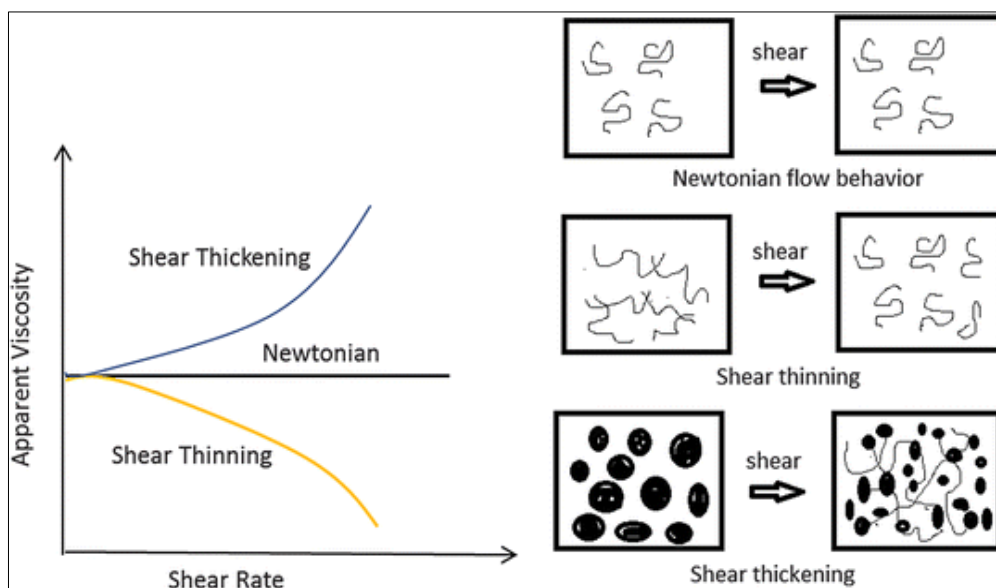 Apparent Viscosity
Shear Thickening
Newtonian
Shear Thinning
Shear Rate
shear
Newtonian flow behavior
shear
Shear thinning
shear
Shear thickening